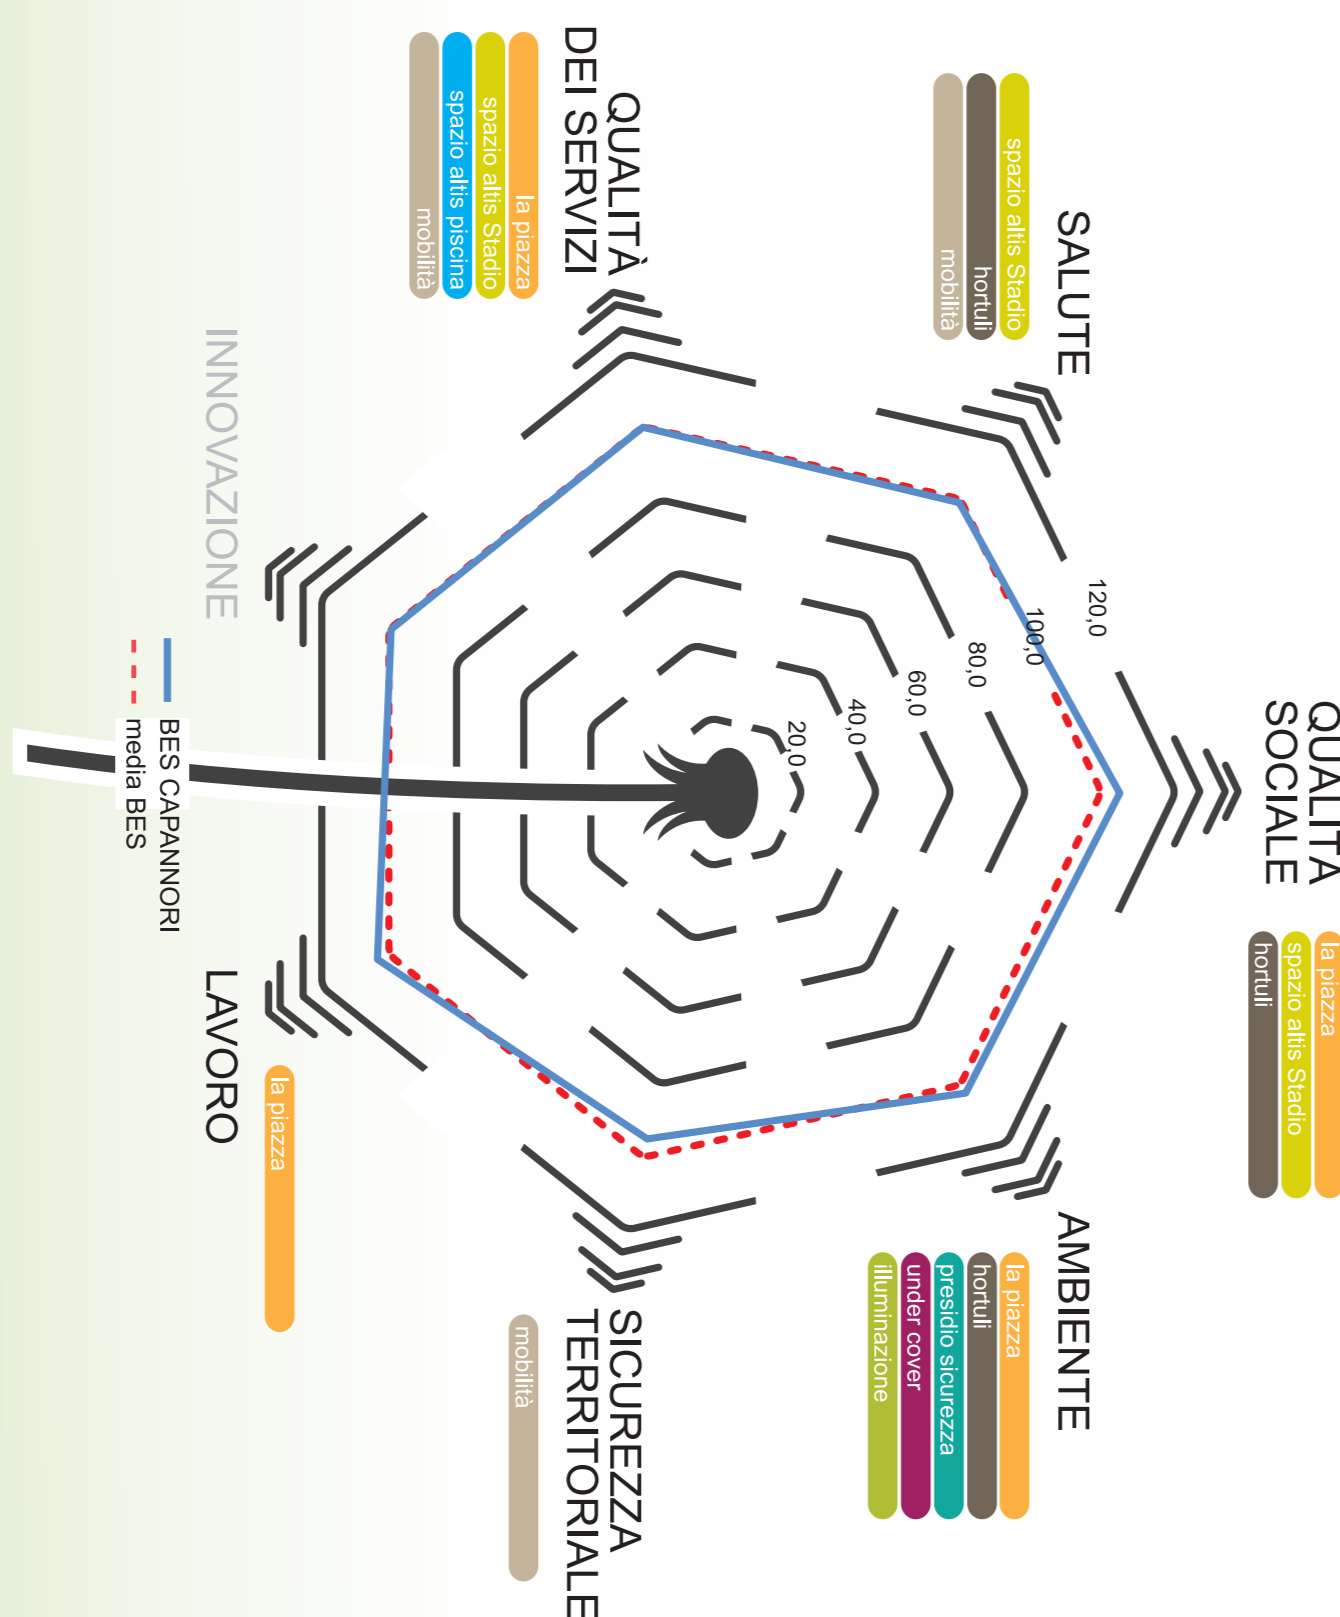 QUALITÀ
SOCIALE
la piazza
spazio altis Stadio
hortuli
SALUTE
spazio altis Stadio
hortuli
mobilità
AMBIENTE
la piazza
hortuli
presidio sicurezza
under cover
illuminazione
120,0
100,0
80,0
60,0
40,0
20,0
QUALITÀ
DEI SERVIZI
la piazza
spazio altis Stadio
spazio altis piscina
mobilità
SICUREZZA
TERRITORIALE
mobilità
INNOVAZIONE
LAVORO
la piazza
BES CAPANNORI
media BES